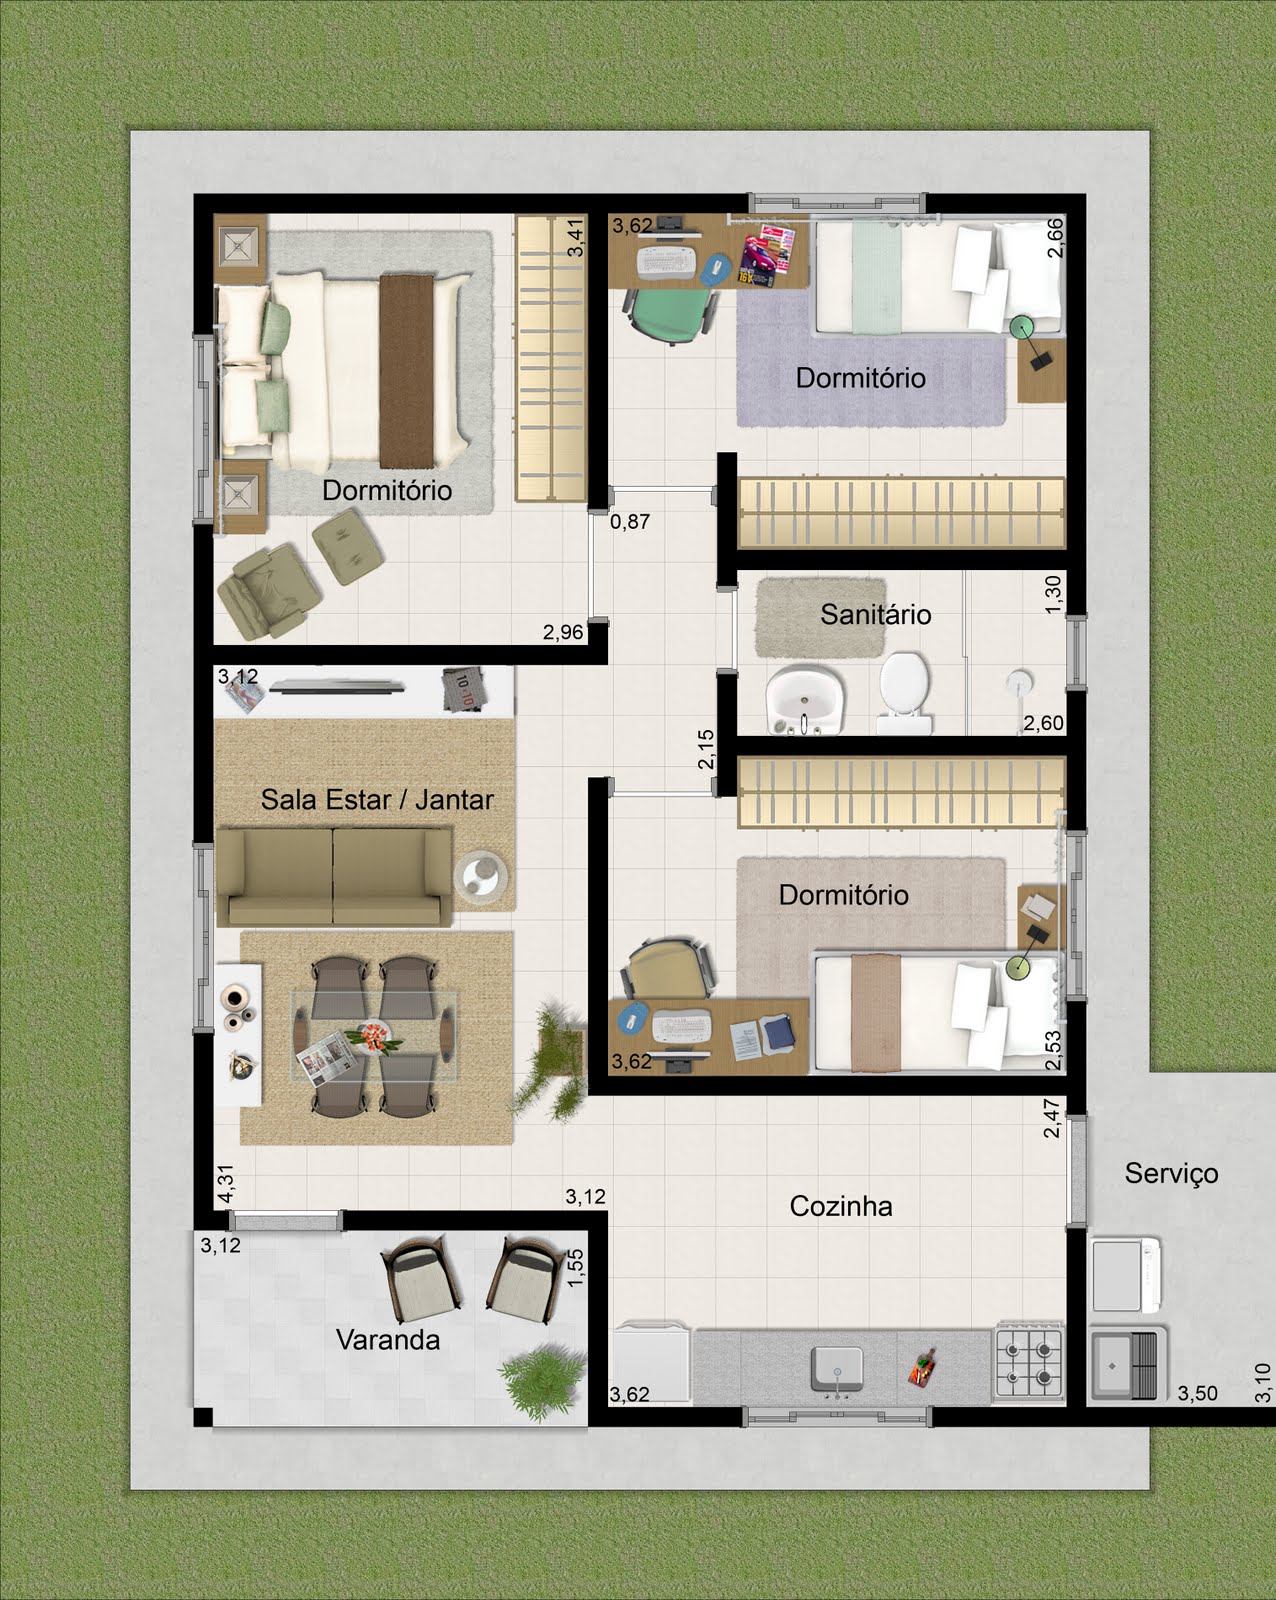 3,41
3,62
2,66
Dormitório
Dormitório
0,87
2,96
Sanitário
1,30
2,60
3,12
10
10
2,15
Sala Estar / Jantar
Dormitório
3,62
2,53
2,47
4,31
3,12
Cozinha
Serviço
3,12
1,55
Varanda
3,62
3,50
3,10